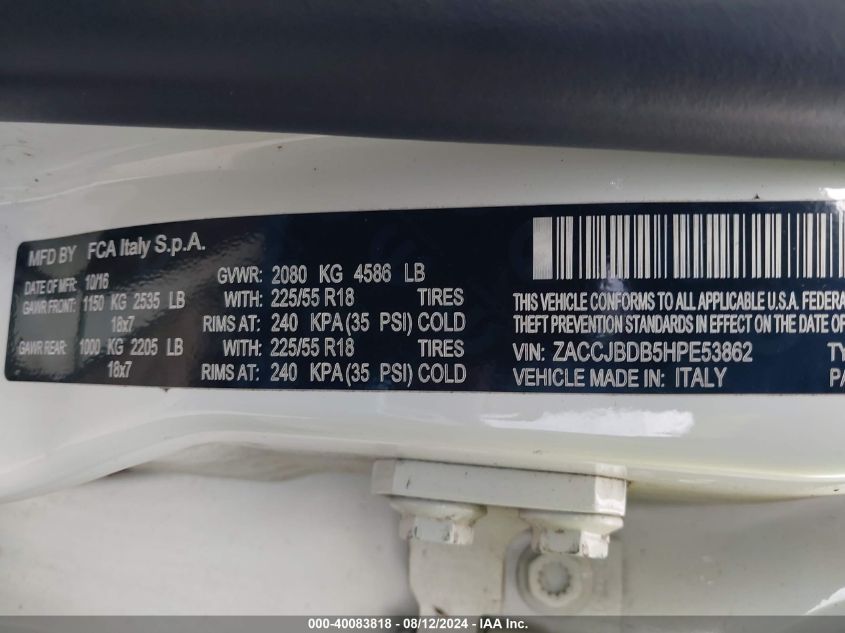 MFD BY FCA Italy S.p.A.
DATE OF MFR: 10/16 GVWR: 2080 KG 4586 LB
GAWR FRONT: 1150 KG 2535 LB WITH: 225/55 R18 TIRES
18x7 RIMS AT: 240 KPA (35 PSI) COLD
GAWR REAR: 1000 KG 2205 LB WITH: 225/55 R18 TIRES
18x7 RIMS AT: 240 KPA (35 PSI) COLD
THIS VEHICLE CONFORMS TO ALL APPLICABLE U.S.A. FEDERA
THEFT PREVENTION STANDARDS IN EFFECT ON THE DATE OF
VIN: ZACCJBDB5HPE53862 TY
VEHICLE MADE IN: ITALY PA
000-40083818 - 08/12/2024 - IAA Inc.